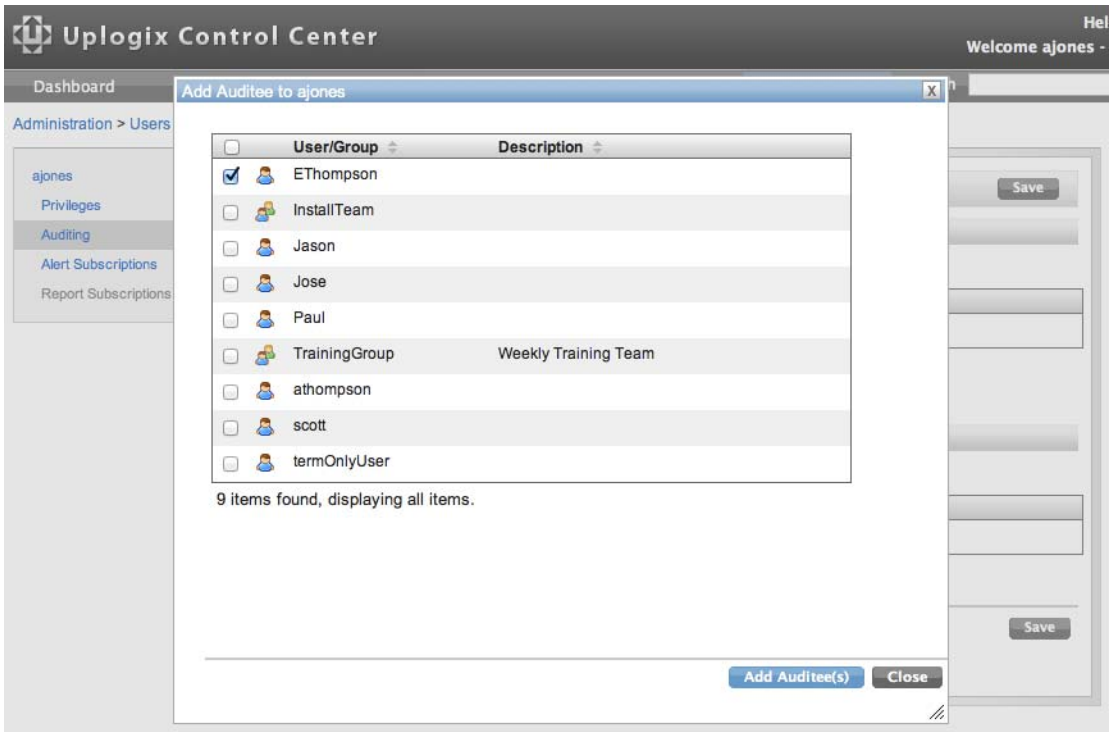 Uplogix Control Center
Welcome ajones -
Dashboard
Add Auditee to ajones
X
Administration > Users
User/Group Description
ajones
Privileges
Auditing
Alert Subscriptions
Report Subscriptions
EThompson
InstallTeam
Jason
Jose
Paul
TrainingGroup Weekly Training Team
athompson
scott
termOnlyUser
9 items found, displaying all items.
Save
Save
Add Auditee(s) Close